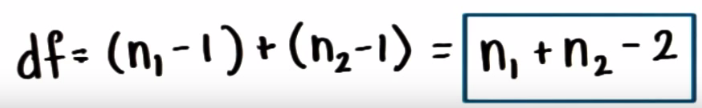 df = (n₁ - 1) + (n₂ - 1) = n₁ + n₂ - 2